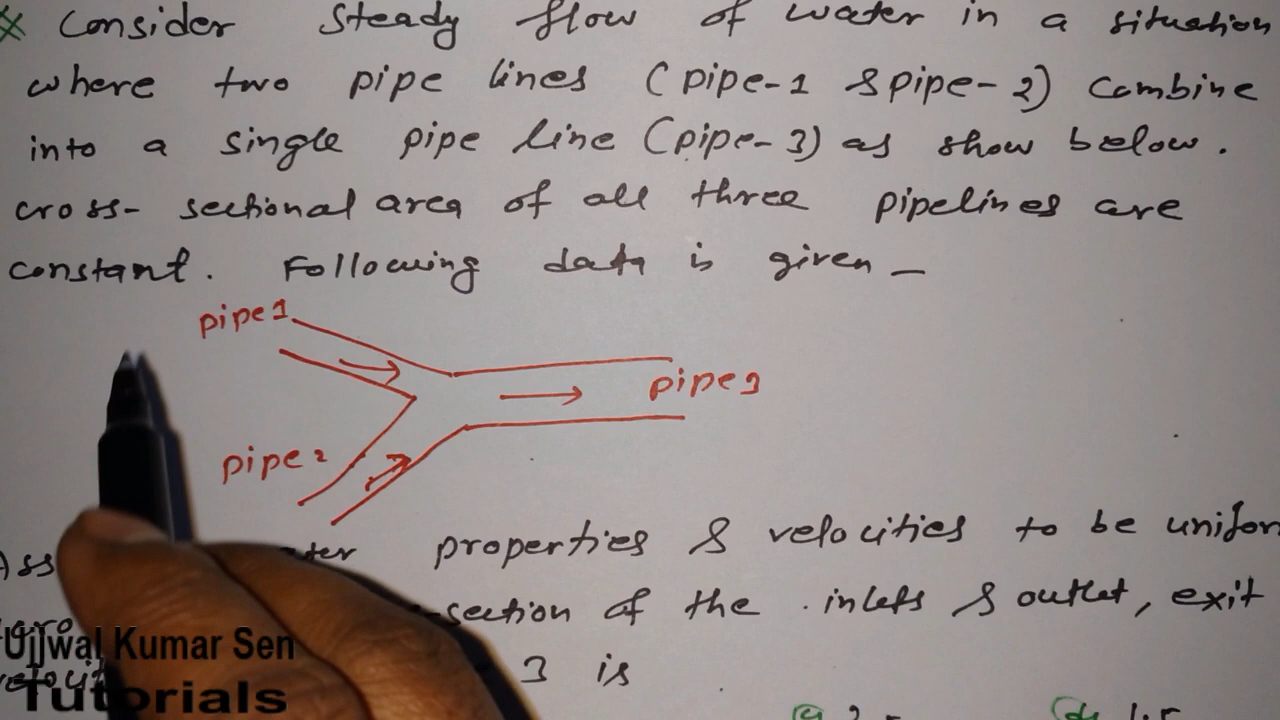 Consider steady flow of water in a situation
where two pipe lines (pipe-1 & pipe-2) combine
into a single pipe line (pipe-3) as show below.
cross-sectional area of all three pipelines are
constant. Following data is given –
pipe 1
pipe 3
pipe 2
properties & velocities to be uniform
section of the inlets & outlet, exit
3 is
Ujjwal Kumar Sen
Tutorials